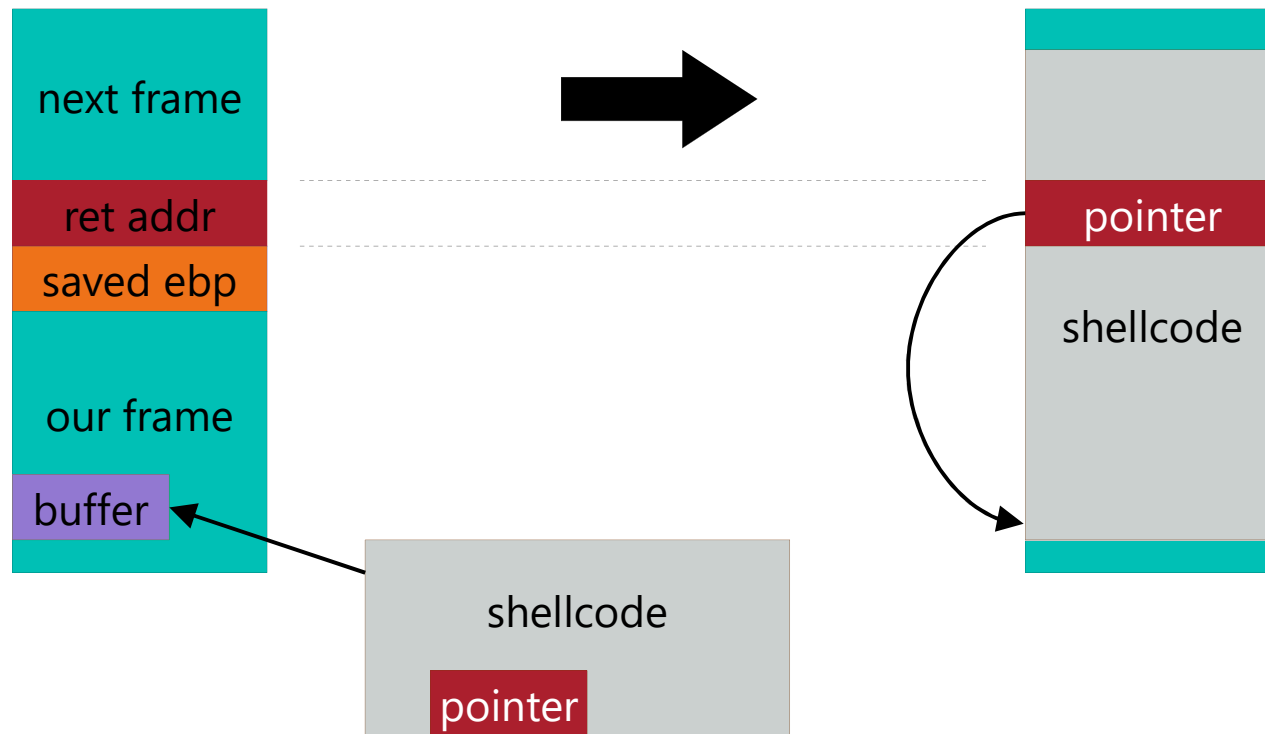 next frame
ret addr
saved ebp
our frame
buffer
shellcode
pointer
pointer
shellcode